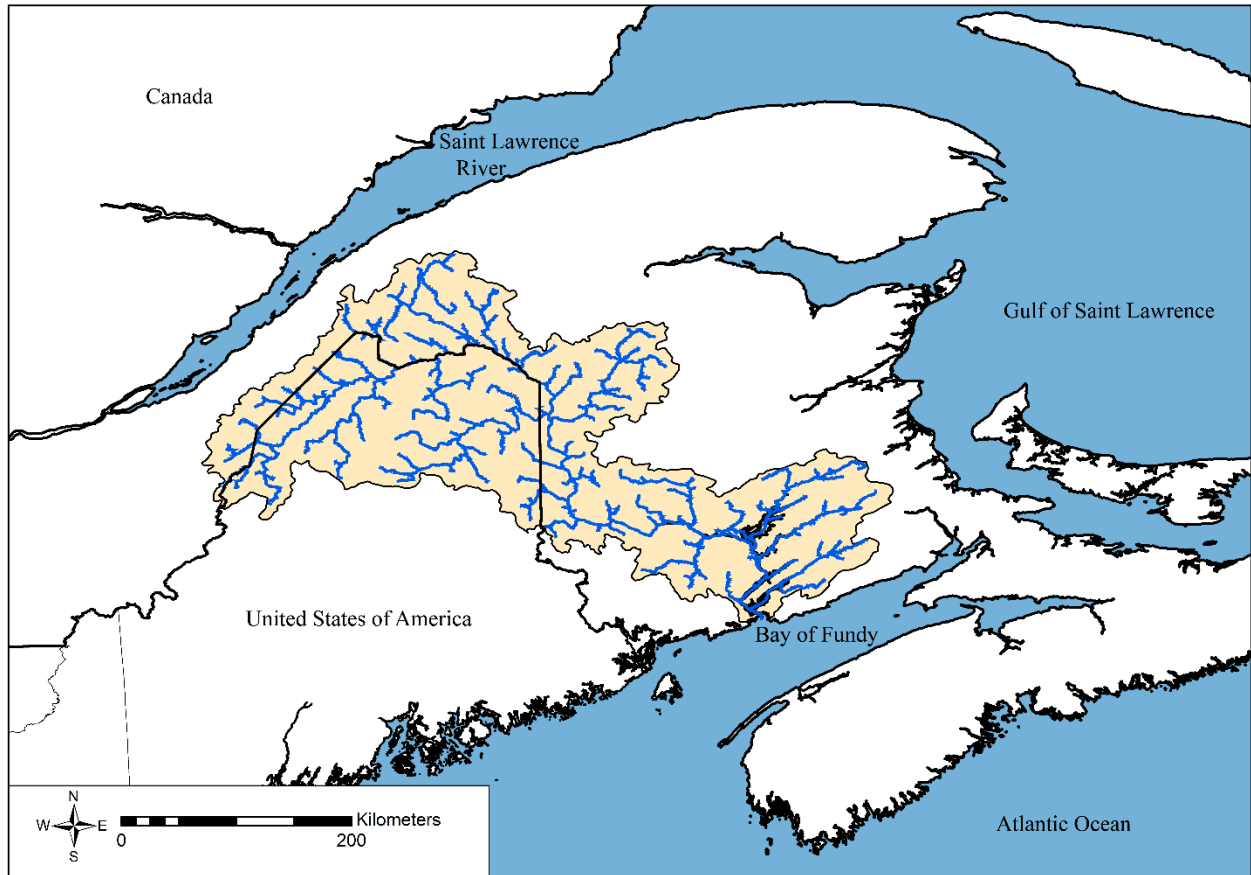 Canada
Saint Lawrence
River
Gulf of Saint Lawrence
United States of America
Bay of Fundy
Atlantic Ocean
N
W E
S
Kilometers
0 200